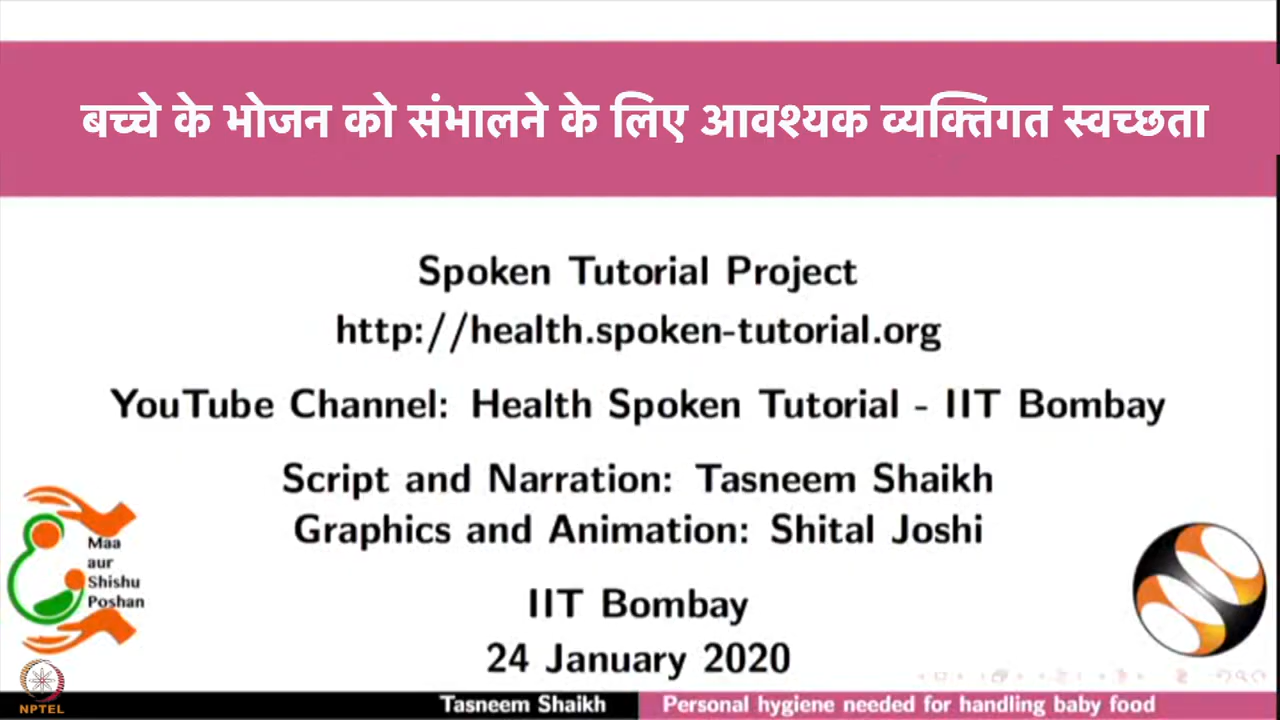 बच्चे के भोजन को संभालने के लिए आवश्यक व्यक्तिगत स्वच्छता
Spoken Tutorial Project
http://health.spoken-tutorial.org
YouTube Channel: Health Spoken Tutorial - IIT Bombay
Script and Narration: Tasneem Shaikh
Graphics and Animation: Shital Joshi
Maa
aur
Shishu
Poshan
IIT Bombay
24 January 2020
NPTEL
Tasneem Shaikh
Personal hygiene needed for handling baby food